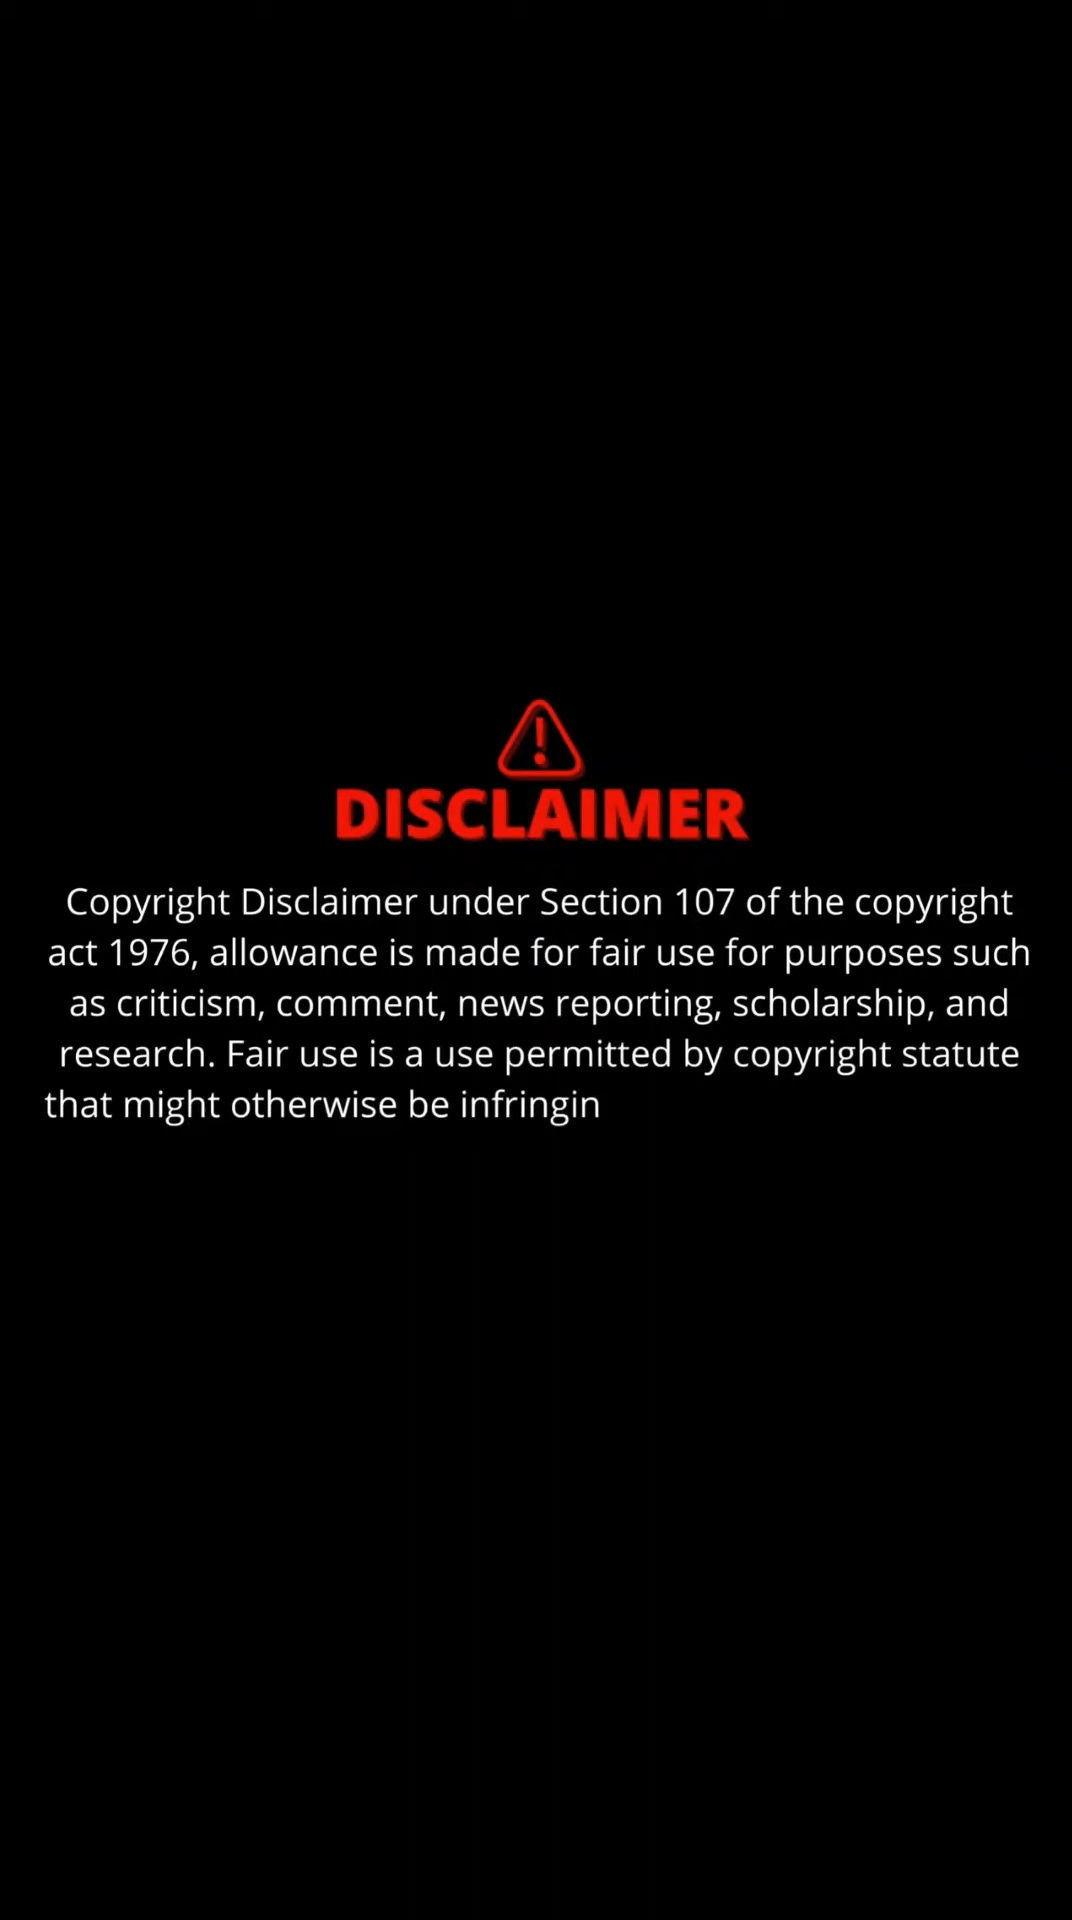 DISCLAIMER
Copyright Disclaimer under Section 107 of the copyright
act 1976, allowance is made for fair use for purposes such
as criticism, comment, news reporting, scholarship, and
research. Fair use is a use permitted by copyright statute
that might otherwise be infringin